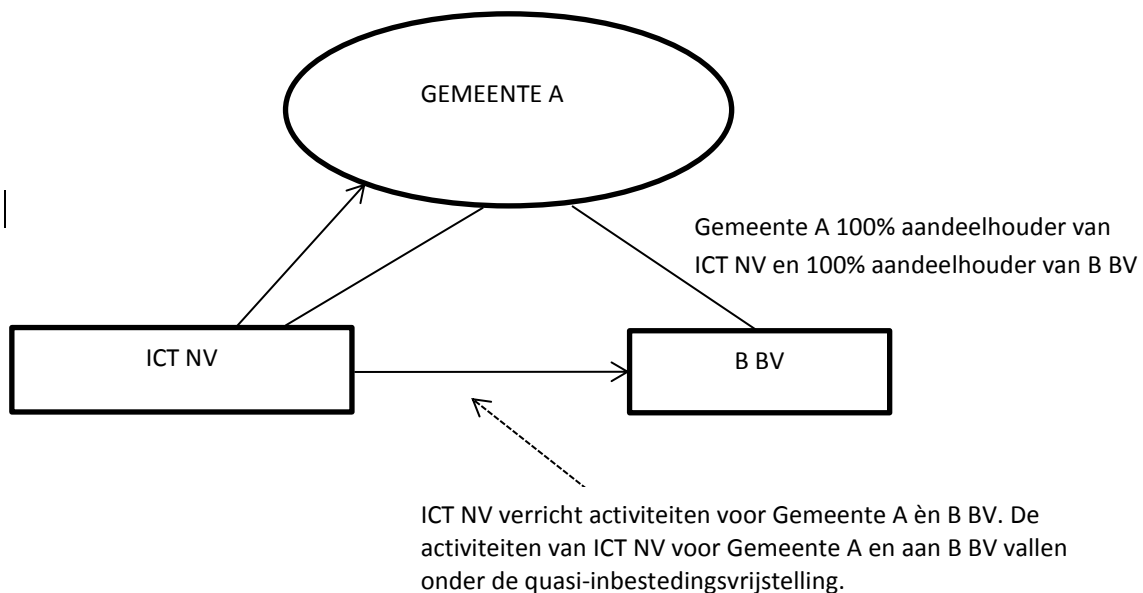 GEMEENTE A
Gemeente A 100% aandeelhouder van
ICT NV en 100% aandeelhouder van B BV
ICT NV
B BV
ICT NV verricht activiteiten voor Gemeente A èn B BV. De
activiteiten van ICT NV voor Gemeente A en aan B BV vallen
onder de quasi-inbestedingsvrijstelling.